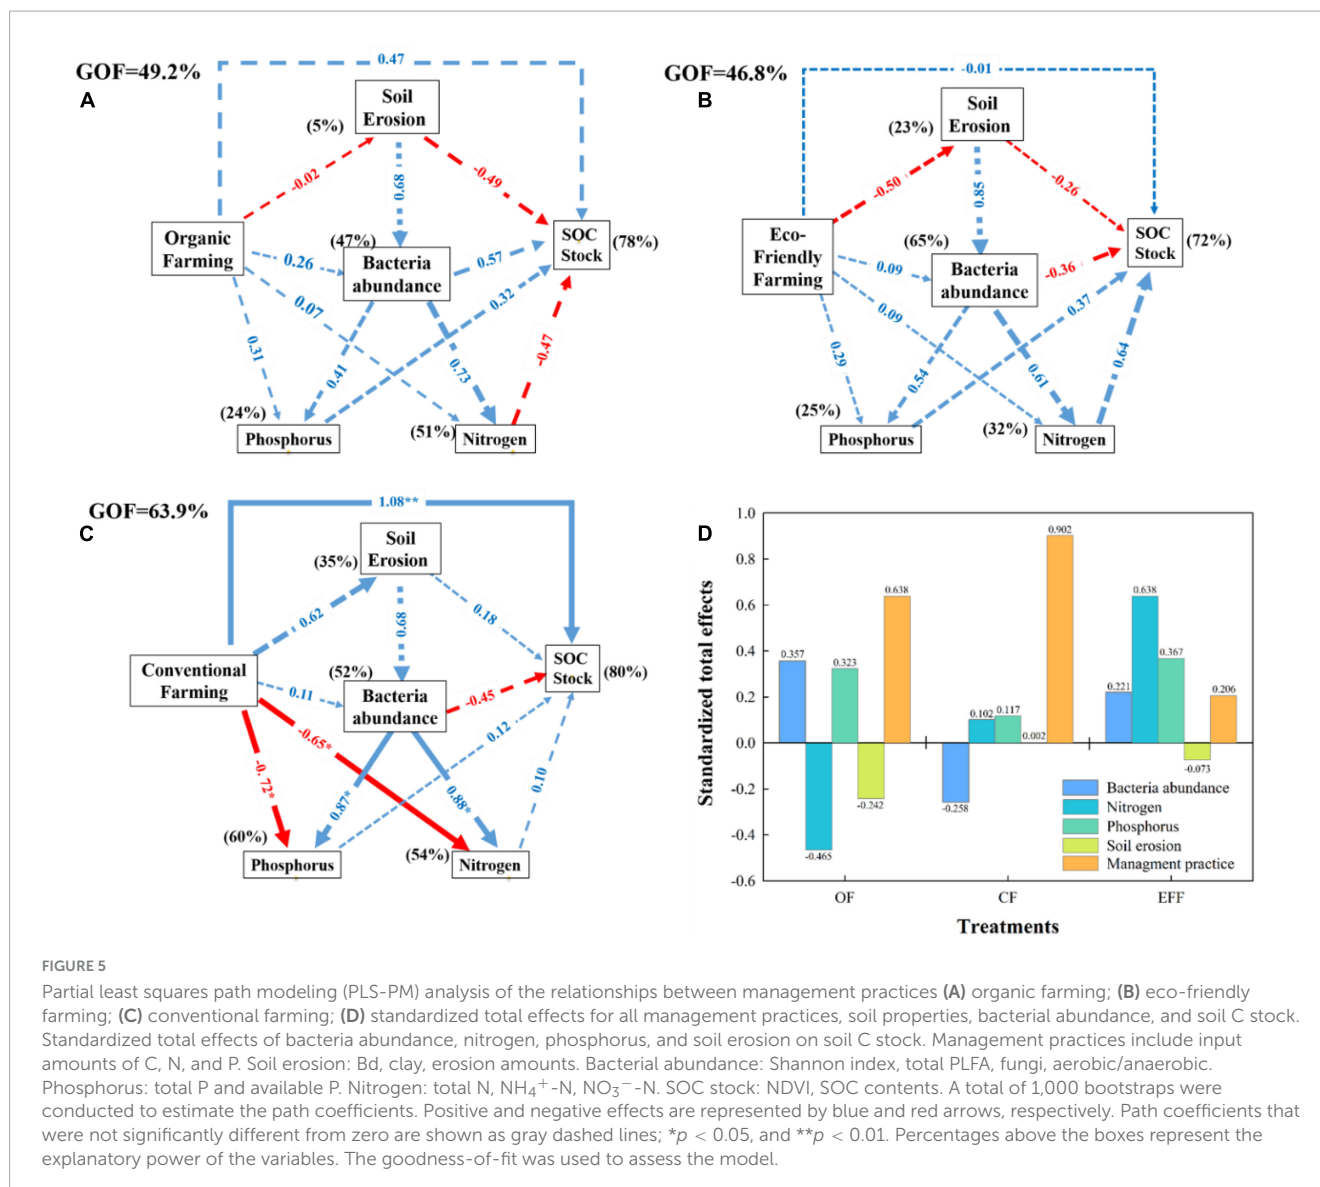 GOF=49.2%
A
0.47
Soil
Erosion
(5%)
-0.02
0.68
-0.49
Organic
Farming
(47%)
Bacteria
abundance
0.26
0.57
SOC
Stock
(78%)
0.07
0.32
0.31
0.41
0.73
-0.47
(24%)
Phosphorus
(51%)
Nitrogen
GOF=46.8%
B
-0.01
Soil
Erosion
(23%)
-0.50
0.85
-0.26
Eco-
Friendly
Farming
(65%)
Bacteria
abundance
0.09
-0.36
SOC
Stock
(72%)
0.09
0.37
0.29
0.54
0.61
0.64
(25%)
Phosphorus
(32%)
Nitrogen
GOF=63.9%
C
1.08**
Soil
Erosion
(35%)
0.62
0.68
0.18
Conventional
Farming
(52%)
Bacteria
abundance
0.11
-0.45
SOC
Stock
(80%)
-0.65*
0.12
-0.72*
0.87*
0.88*
0.10
(60%)
Phosphorus
(54%)
Nitrogen
D
Standardized total effects
1.0
0.8
0.6
0.4
0.2
0.0
-0.2
-0.4
-0.6
0.357
-0.465
0.323
-0.242
0.638
-0.258
0.102
0.117
0.002
0.902
0.221
0.638
0.367
-0.073
0.206
Bacteria abundance
Nitrogen
Phosphorus
Soil erosion
Managment practice
OF
CF
EFF
Treatments
FIGURE 5
Partial least squares path modeling (PLS-PM) analysis of the relationships between management practices (A) organic farming; (B) eco-friendly
farming; (C) conventional farming; (D) standardized total effects for all management practices, soil properties, bacterial abundance, and soil C stock.
Standardized total effects of bacteria abundance, nitrogen, phosphorus, and soil erosion on soil C stock. Management practices include input
amounts of C, N, and P. Soil erosion: Bd, clay, erosion amounts. Bacterial abundance: Shannon index, total PLFA, fungi, aerobic/anaerobic.
Phosphorus: total P and available P. Nitrogen: total N, NH₄⁺-N, NO₃⁻-N. SOC stock: NDVI, SOC contents. A total of 1,000 bootstraps were
conducted to estimate the path coefficients. Positive and negative effects are represented by blue and red arrows, respectively. Path coefficients that
were not significantly different from zero are shown as gray dashed lines; *p < 0.05, and **p < 0.01. Percentages above the boxes represent the
explanatory power of the variables. The goodness-of-fit was used to assess the model.